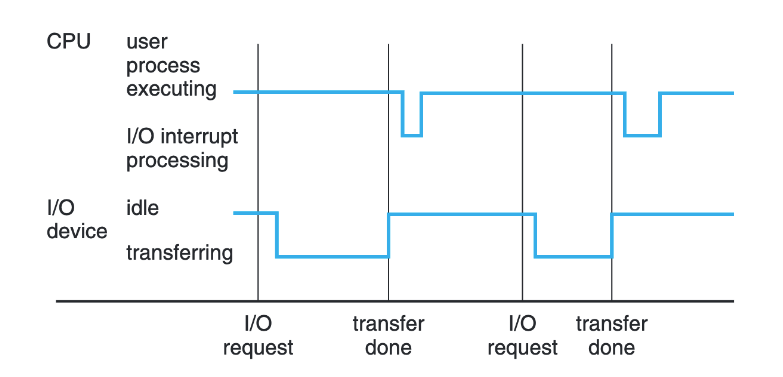 CPU
user
process
executing
I/O interrupt
processing
I/O
device
idle
transferring
I/O
request
transfer
done
I/O
request
transfer
done